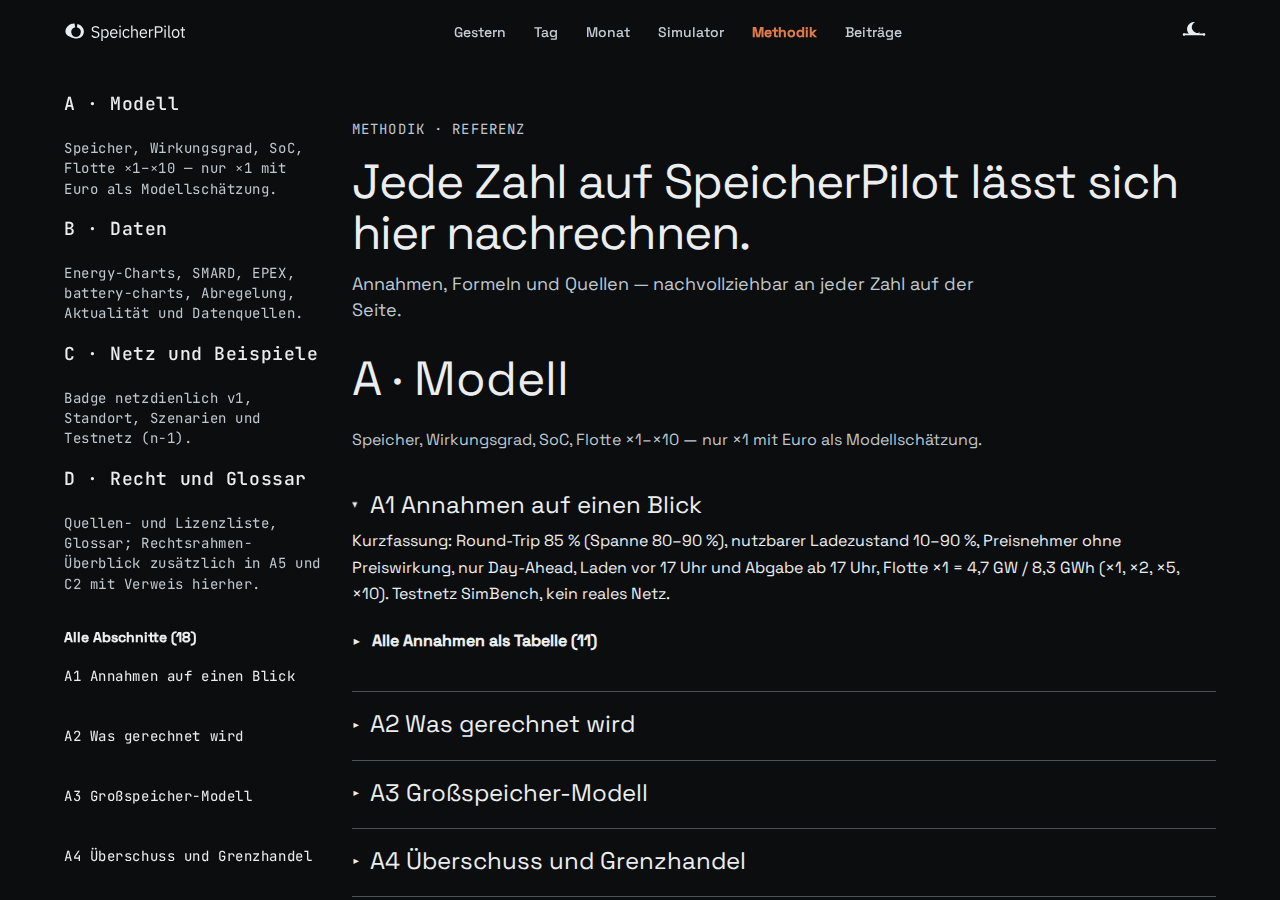 SpeicherPilot
Gestern Tag Monat Simulator Methodik Beiträge
A · Modell
Speicher, Wirkungsgrad, SoC,
Flotte ×1–×10 — nur ×1 mit
Euro als Modellschätzung.
B · Daten
Energy-Charts, SMARD, EPEX,
battery-charts, Abregelung,
Aktualität und Datenquellen.
C · Netz und Beispiele
Badge netzdienlich v1,
Standort, Szenarien und
Testnetz (n-1).
D · Recht und Glossar
Quellen- und Lizenzliste,
Glossar; Rechtsrahmen-
Überblick zusätzlich in A5 und
C2 mit Verweis hierher.
Alle Abschnitte (18)
A1 Annahmen auf einen Blick
A2 Was gerechnet wird
A3 Großspeicher-Modell
A4 Überschuss und Grenzhandel
METHODIK · REFERENZ
Jede Zahl auf SpeicherPilot lässt sich
hier nachrechnen.
Annahmen, Formeln und Quellen — nachvollziehbar an jeder Zahl auf der
Seite.
A · Modell
Speicher, Wirkungsgrad, SoC, Flotte ×1–×10 — nur ×1 mit Euro als Modellschätzung.
▾ A1 Annahmen auf einen Blick
Kurzfassung: Round-Trip 85 % (Spanne 80–90 %), nutzbarer Ladezustand 10–90 %, Preisnehmer ohne
Preiswirkung, nur Day-Ahead, Laden vor 17 Uhr und Abgabe ab 17 Uhr, Flotte ×1 = 4,7 GW / 8,3 GWh (×1, ×2, ×5,
×10). Testnetz SimBench, kein reales Netz.
▸ Alle Annahmen als Tabelle (11)
▸ A2 Was gerechnet wird
▸ A3 Großspeicher-Modell
▸ A4 Überschuss und Grenzhandel